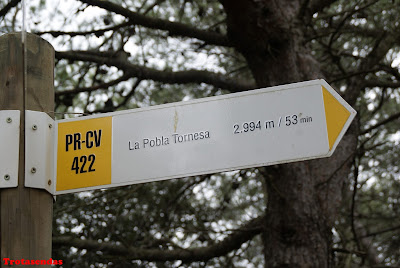 PR-CV
422
La Pobla Tornesa
2.994 m / 53 min